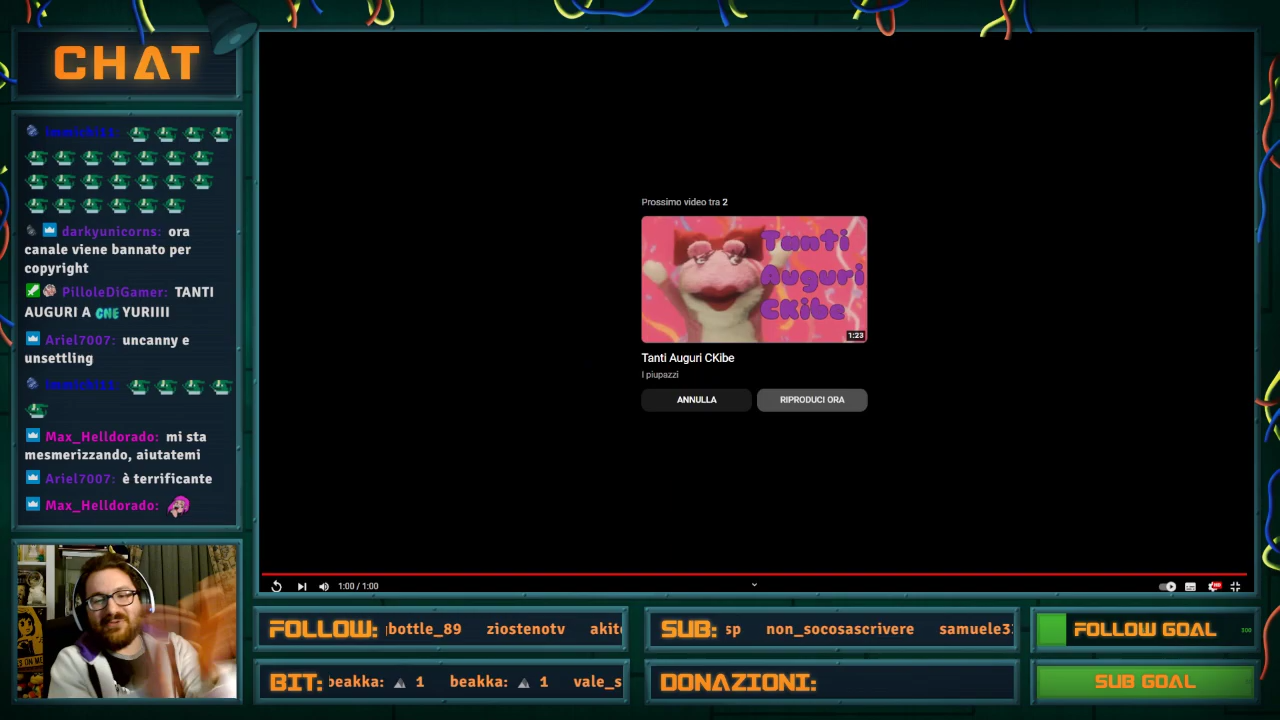 CHAT
darkyunicorns: ora
canale viene bannato per
copyright
PilloleDiGamer: TANTI
AUGURI A GNE YURIIII
Ariel7007: uncanny e
unsettling
Max_Helldorado: mi sta
mesmerizzando, aiutatemi
Ariel7007: è terrificante
Max_Helldorado:
Prossimo video tra 2
Tanti
Auguri
CKibe
1:23
Tanti Auguri CKibe
I piupazzi
ANNULLA RIPRODUCI ORA
1:00 / 1:00
FOLLOW: bottle_89 ziostenotv akit
SUB: sp non_socosascrivere samuele3
FOLLOW GOAL 300
BIT: beakka: 1 beakka: 1 vale_s
DONAZIONI:
SUB GOAL